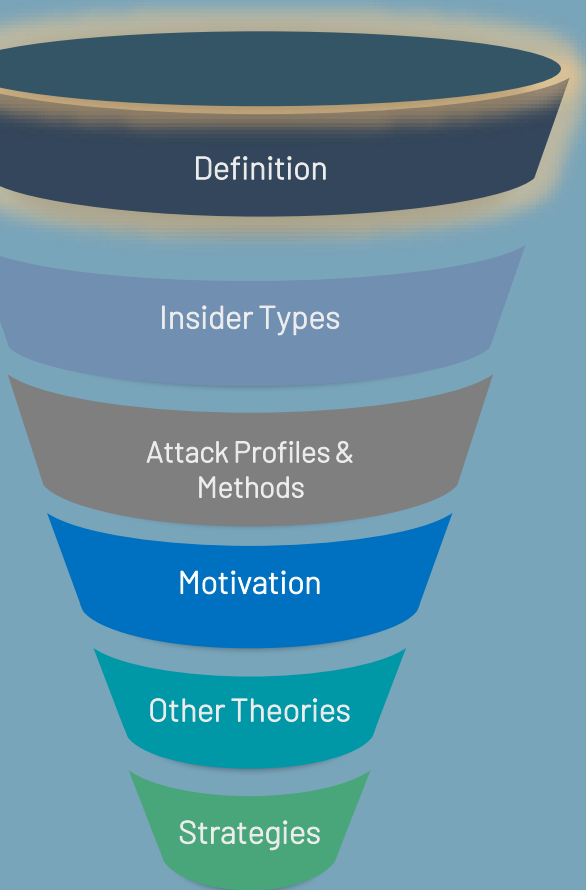 Definition
Insider Types
Attack Profiles &
Methods
Motivation
Other Theories
Strategies